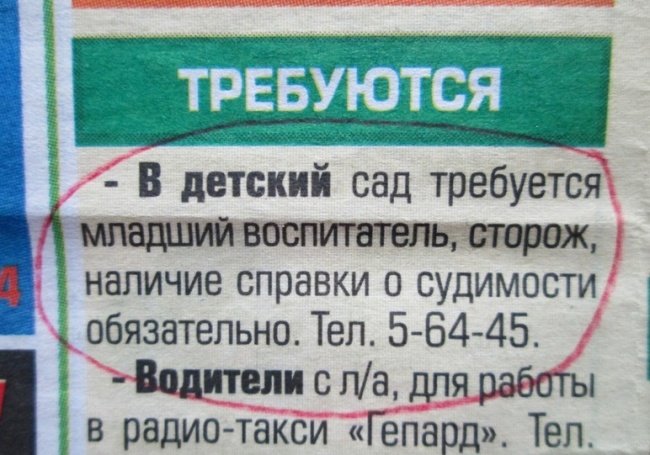 ТРЕБУЮТСЯ
- В детский сад требуется
младший воспитатель, сторож,
наличие справки о судимости
обязательно. Тел. 5-64-45.
- Водители с л/а, для работы
в радио-такси «Гепард». Тел.
4